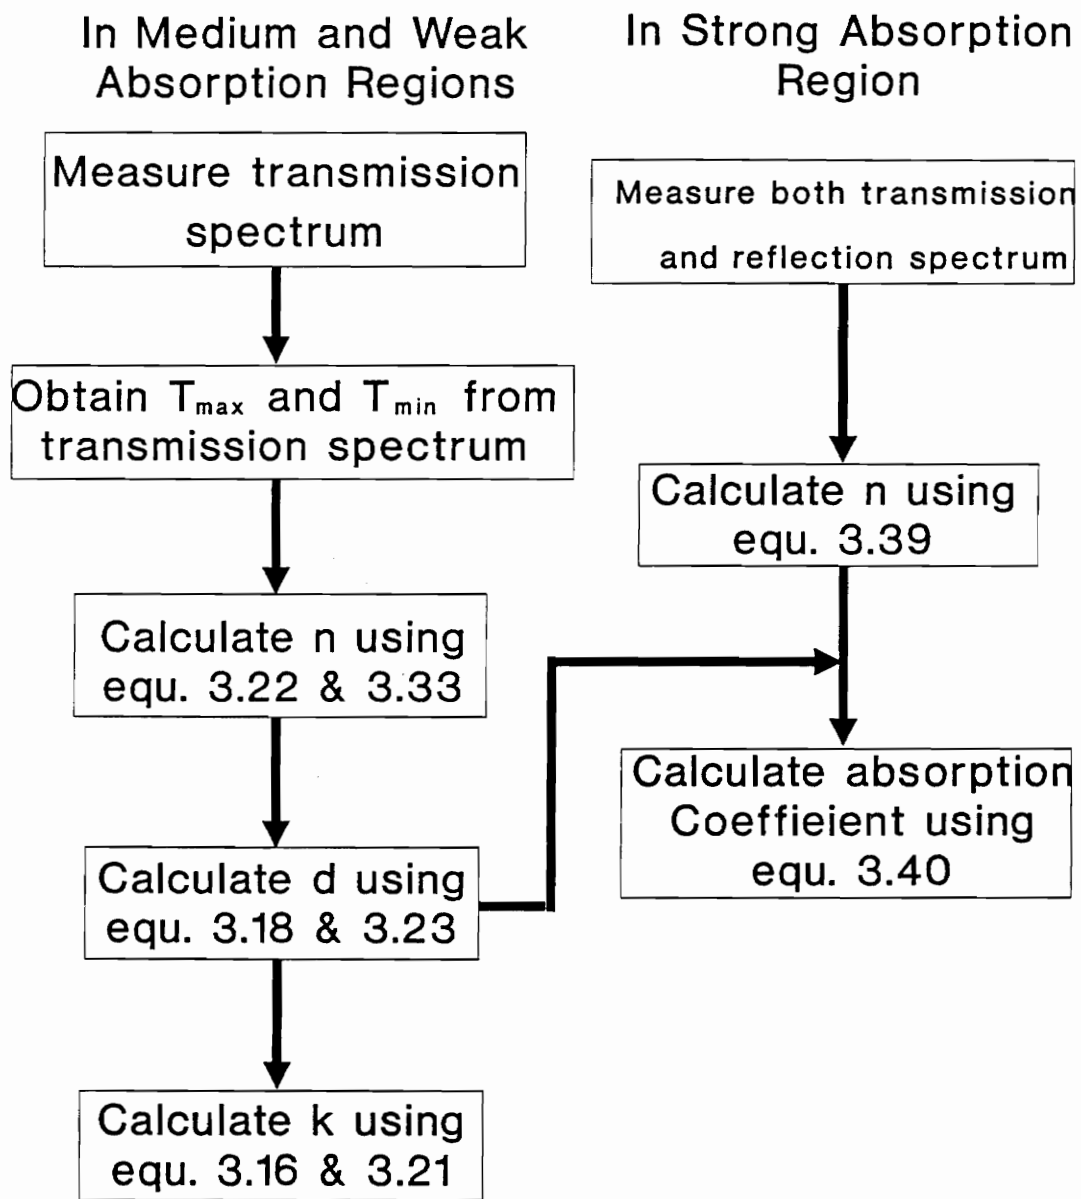 In Medium and Weak
Absorption Regions
Measure transmission
spectrum
Obtain Tmax and Tmin from
transmission spectrum
Calculate n using
equ. 3.22 & 3.33
Calculate d using
equ. 3.18 & 3.23
Calculate k using
equ. 3.16 & 3.21
In Strong Absorption
Region
Measure both transmission
and reflection spectrum
Calculate n using
equ. 3.39
Calculate absorption
Coeffieient using
equ. 3.40